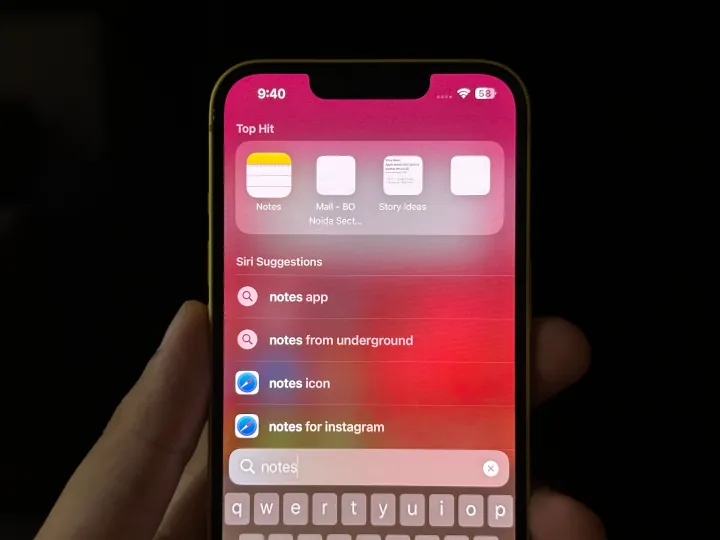 9:40
58
Top Hit
Notes
Mail - BO
Noida Sect...
Story Ideas
Siri Suggestions
notes app
notes from underground
notes icon
notes for instagram
notes
q w e r t y u i o p